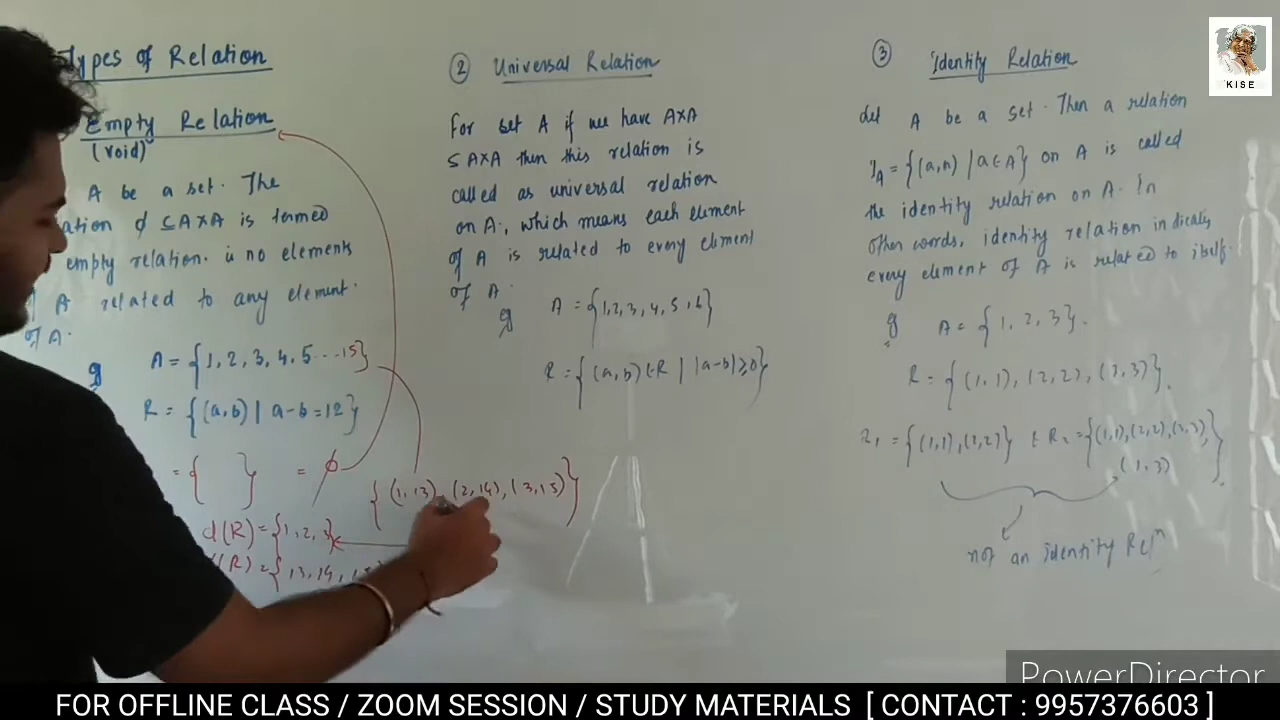 Types of Relation
Empty Relation
(void)
A be a set. The
ation ϕ ⊆ A×A is termed
empty relation. ie no elements
A related to any element.
of A.
eg A = {1, 2, 3, 4, 5 ... 15}
R = {(a, b) | a-b = 12}
= { } = ϕ
{(1, 13), (2, 14), (3, 15)}
d(R) = {1, 2, 3}
(R) = {13, 14, 15
② Universal Relation
For set A if we have A×A
⊆ A×A then this relation is
called as universal relation
on A, which means each element
of A is related to every element
of A.
eg A = {1, 2, 3, 4, 5, 6}
R = {(a, b) ∈ R | |a-b| ≥ 0}
③ Identity Relation
Let A be a set. Then a relation
I_A = {(a, a) | a ∈ A} on A is called
the identity relation on A. In
other words, identity relation indicates
every element of A is related to itself.
eg A = {1, 2, 3}.
R = {(1, 1), (2, 2), (3, 3)}.
R₁ = {(1, 1), (2, 2)} & R₂ = {(1, 1), (2, 2), (3, 3),
(1, 3)}.
not an identity Relⁿ
KISE
PowerDirector
FOR OFFLINE CLASS / ZOOM SESSION / STUDY MATERIALS [ CONTACT : 9957376603 ]